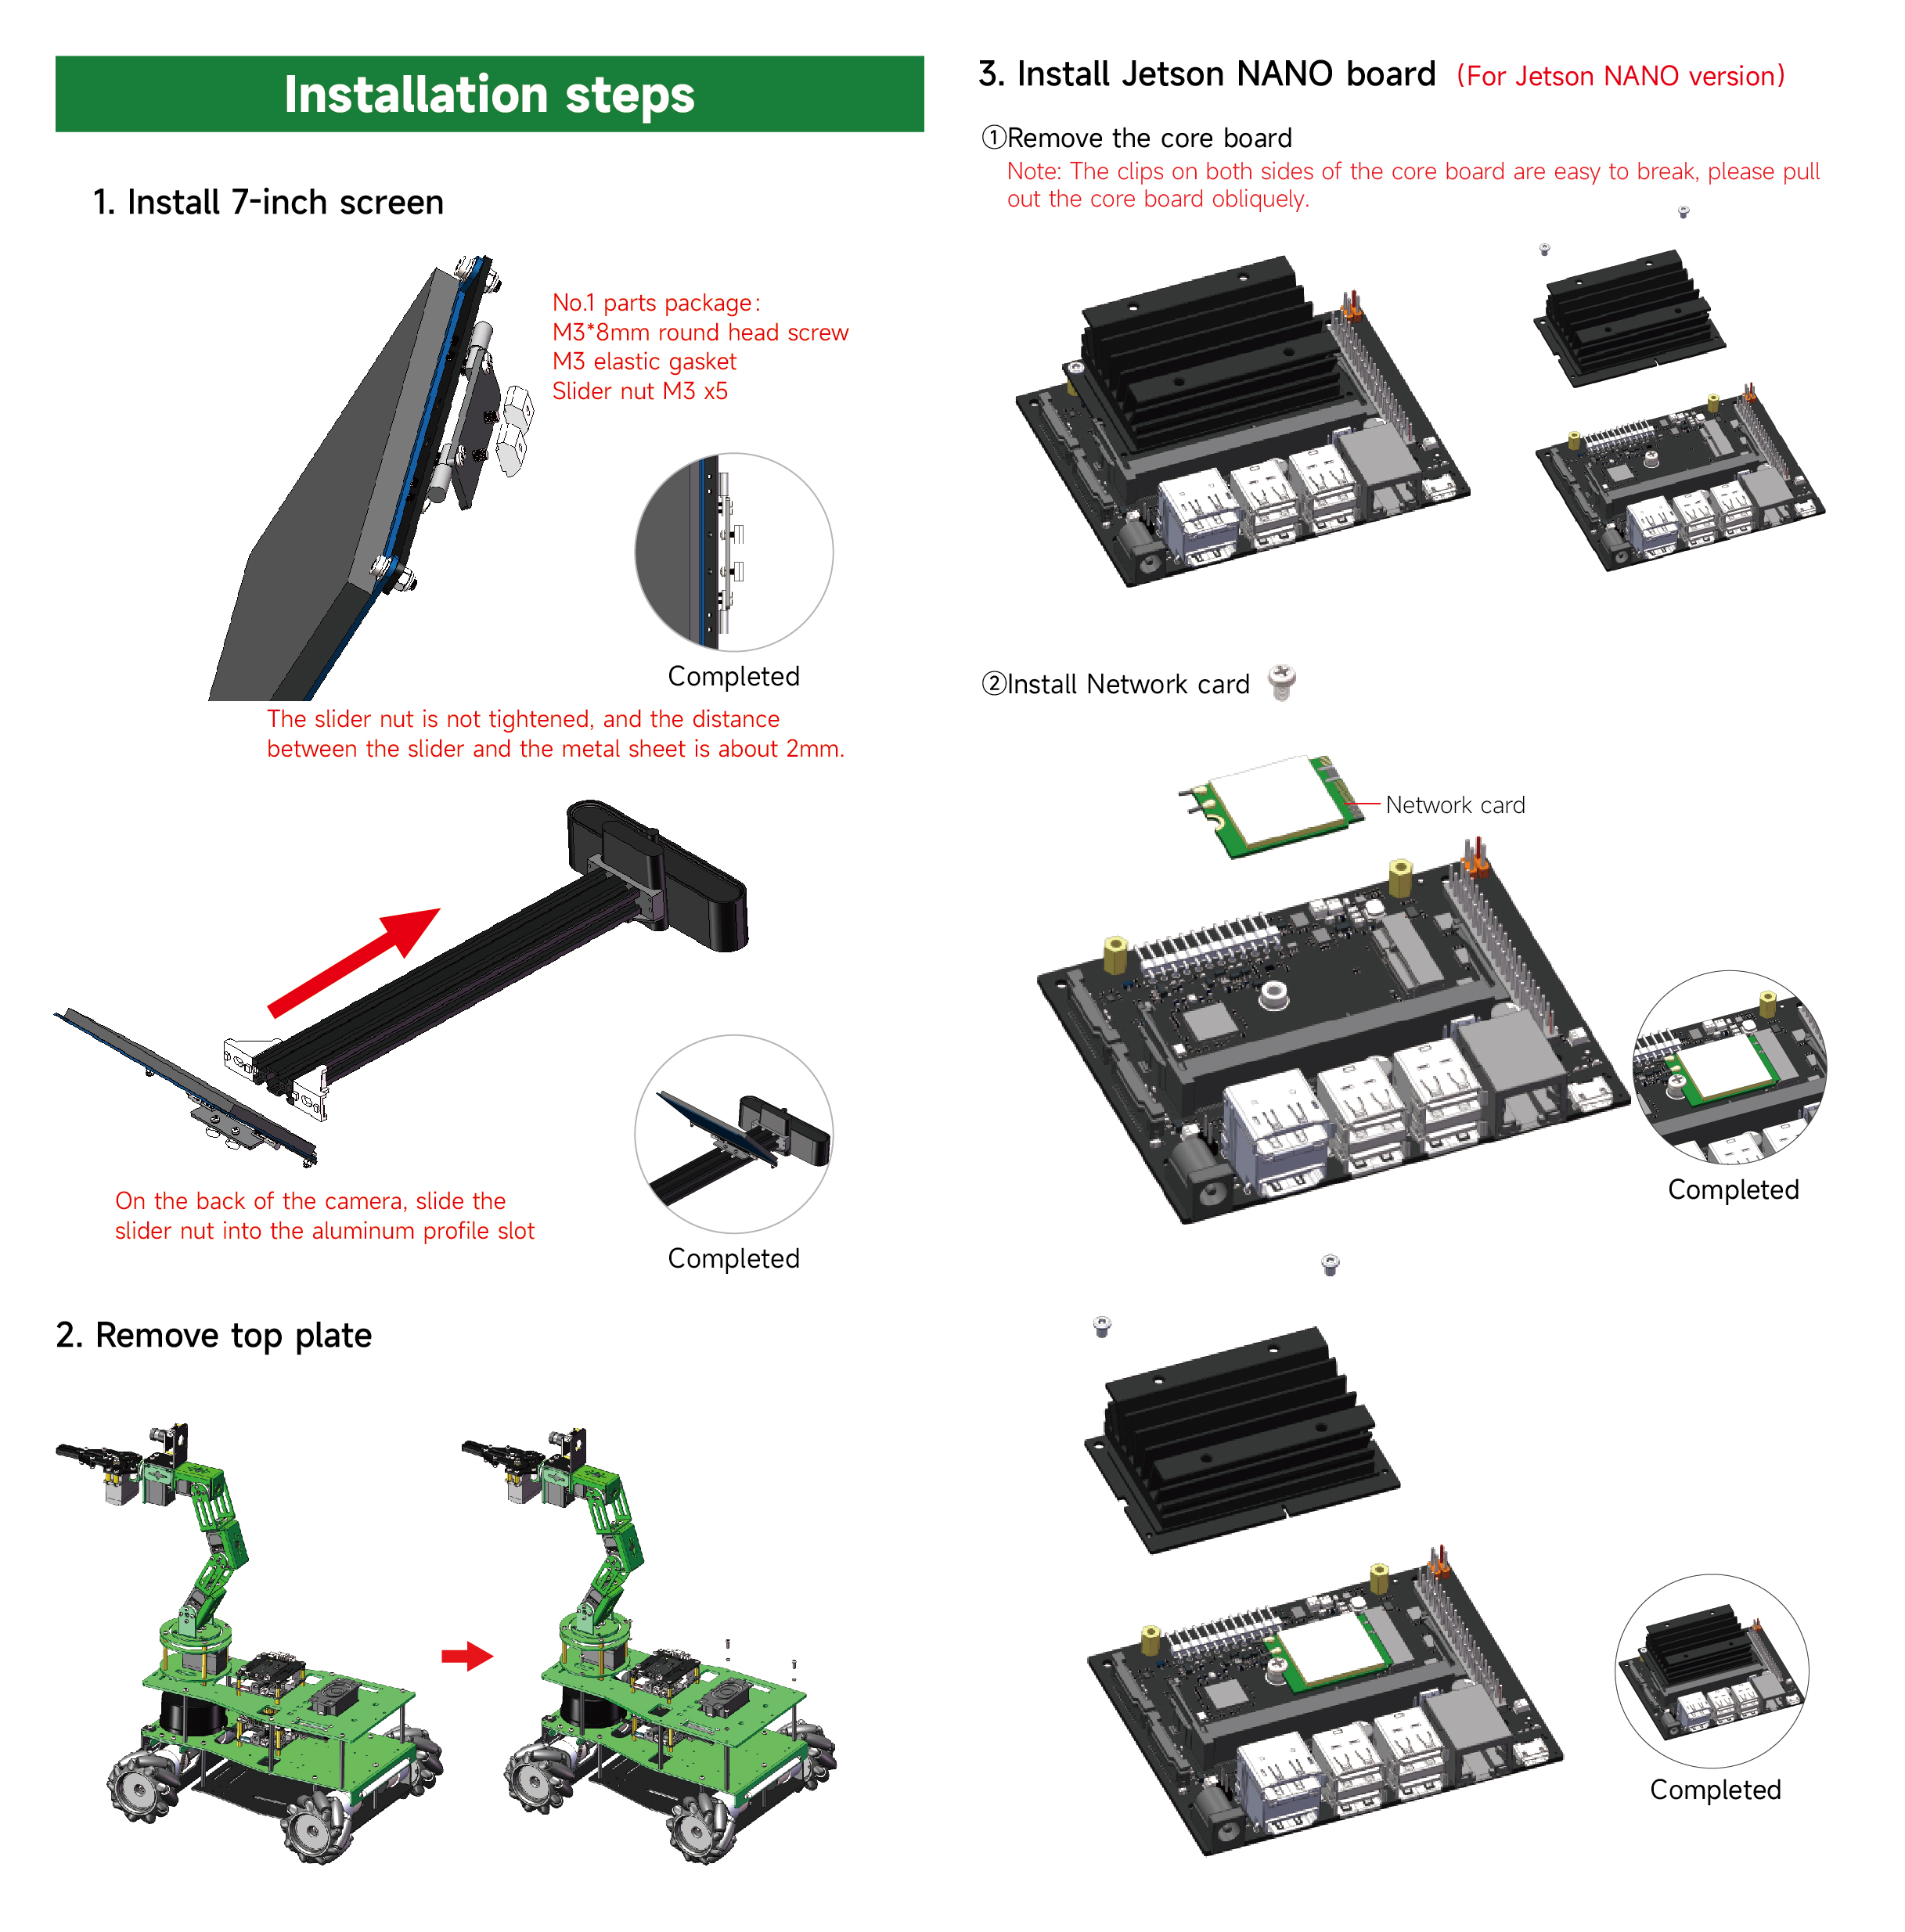 Installation steps
1. Install 7-inch screen
No.1 parts package:
M3*8mm round head screw
M3 elastic gasket
Slider nut M3 x5
Completed
The slider nut is not tightened, and the distance
between the slider and the metal sheet is about 2mm.
On the back of the camera, slide the
slider nut into the aluminum profile slot
Completed
2. Remove top plate
3. Install Jetson NANO board (For Jetson NANO version)
①Remove the core board
Note: The clips on both sides of the core board are easy to break, please pull
out the core board obliquely.
②Install Network card
Network card
Completed
Completed